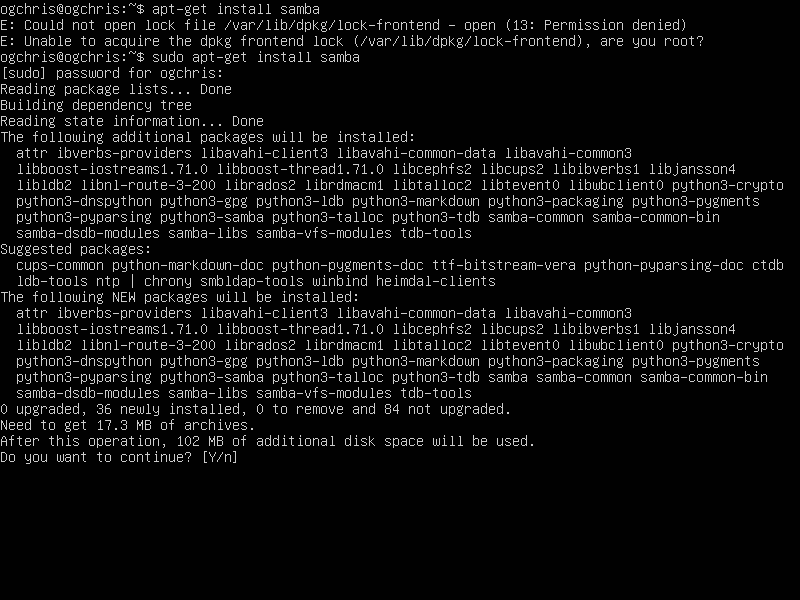 ogchris@ogchris:~$ apt-get install samba
E: Could not open lock file /var/lib/dpkg/lock-frontend - open (13: Permission denied)
E: Unable to acquire the dpkg frontend lock (/var/lib/dpkg/lock-frontend), are you root?
ogchris@ogchris:~$ sudo apt-get install samba
[sudo] password for ogchris:
Reading package lists... Done
Building dependency tree
Reading state information... Done
The following additional packages will be installed:
  attr ibverbs-providers libavahi-client3 libavahi-common-data libavahi-common3
  libboost-iostreams1.71.0 libboost-thread1.71.0 libcephfs2 libcups2 libibverbs1 libjansson4
  libldb2 libnl-route-3-200 librados2 librdmacm1 libtalloc2 libtevent0 libwbclient0 python3-crypto
  python3-dnspython python3-gpg python3-ldb python3-markdown python3-packaging python3-pygments
  python3-pyparsing python3-samba python3-talloc python3-tdb samba-common samba-common-bin
  samba-dsdb-modules samba-libs samba-vfs-modules tdb-tools
Suggested packages:
  cups-common python-markdown-doc python-pygments-doc ttf-bitstream-vera python-pyparsing-doc ctdb
  ldb-tools ntp | chrony smbldap-tools winbind heimdal-clients
The following NEW packages will be installed:
  attr ibverbs-providers libavahi-client3 libavahi-common-data libavahi-common3
  libboost-iostreams1.71.0 libboost-thread1.71.0 libcephfs2 libcups2 libibverbs1 libjansson4
  libldb2 libnl-route-3-200 librados2 librdmacm1 libtalloc2 libtevent0 libwbclient0 python3-crypto
  python3-dnspython python3-gpg python3-ldb python3-markdown python3-packaging python3-pygments
  python3-pyparsing python3-samba python3-talloc python3-tdb samba samba-common samba-common-bin
  samba-dsdb-modules samba-libs samba-vfs-modules tdb-tools
0 upgraded, 36 newly installed, 0 to remove and 84 not upgraded.
Need to get 17.3 MB of archives.
After this operation, 102 MB of additional disk space will be used.
Do you want to continue? [Y/n]